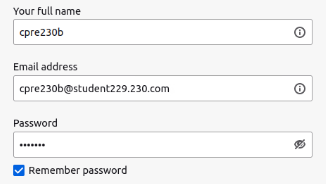 Your full name
cpre230b
Email address
cpre230b@student229.230.com
Password
•••••••
Remember password